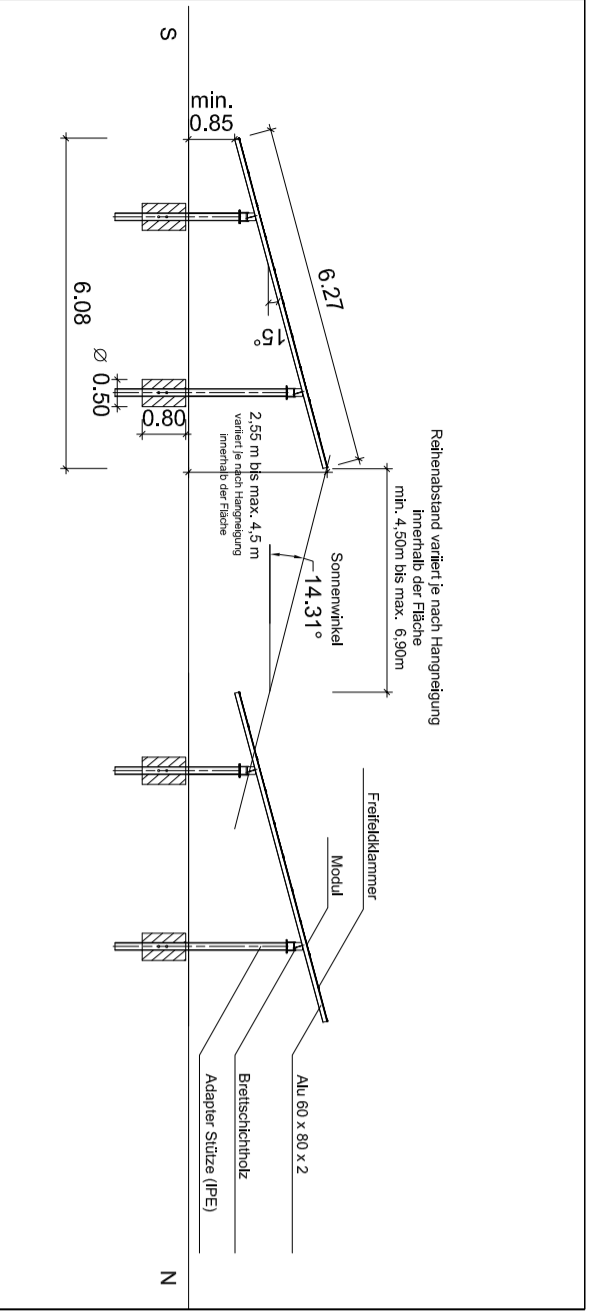 Reihenabstand variiert je nach Hangneigung
innerhalb der Fläche
min. 4,50m bis max. 6,90m
Freifeldklammer
Modul
Sonnenwinkel
14.31°
6.27
15°
2,55 m bis max. 4,5 m
variiert je nach Hangneigung
innerhalb der Fläche
min.
0.85
S
N
0.80
Ø 0.50
6.08
Alu 60 x 80 x 2
Brettschichtholz
Adapter Stütze (IPE)